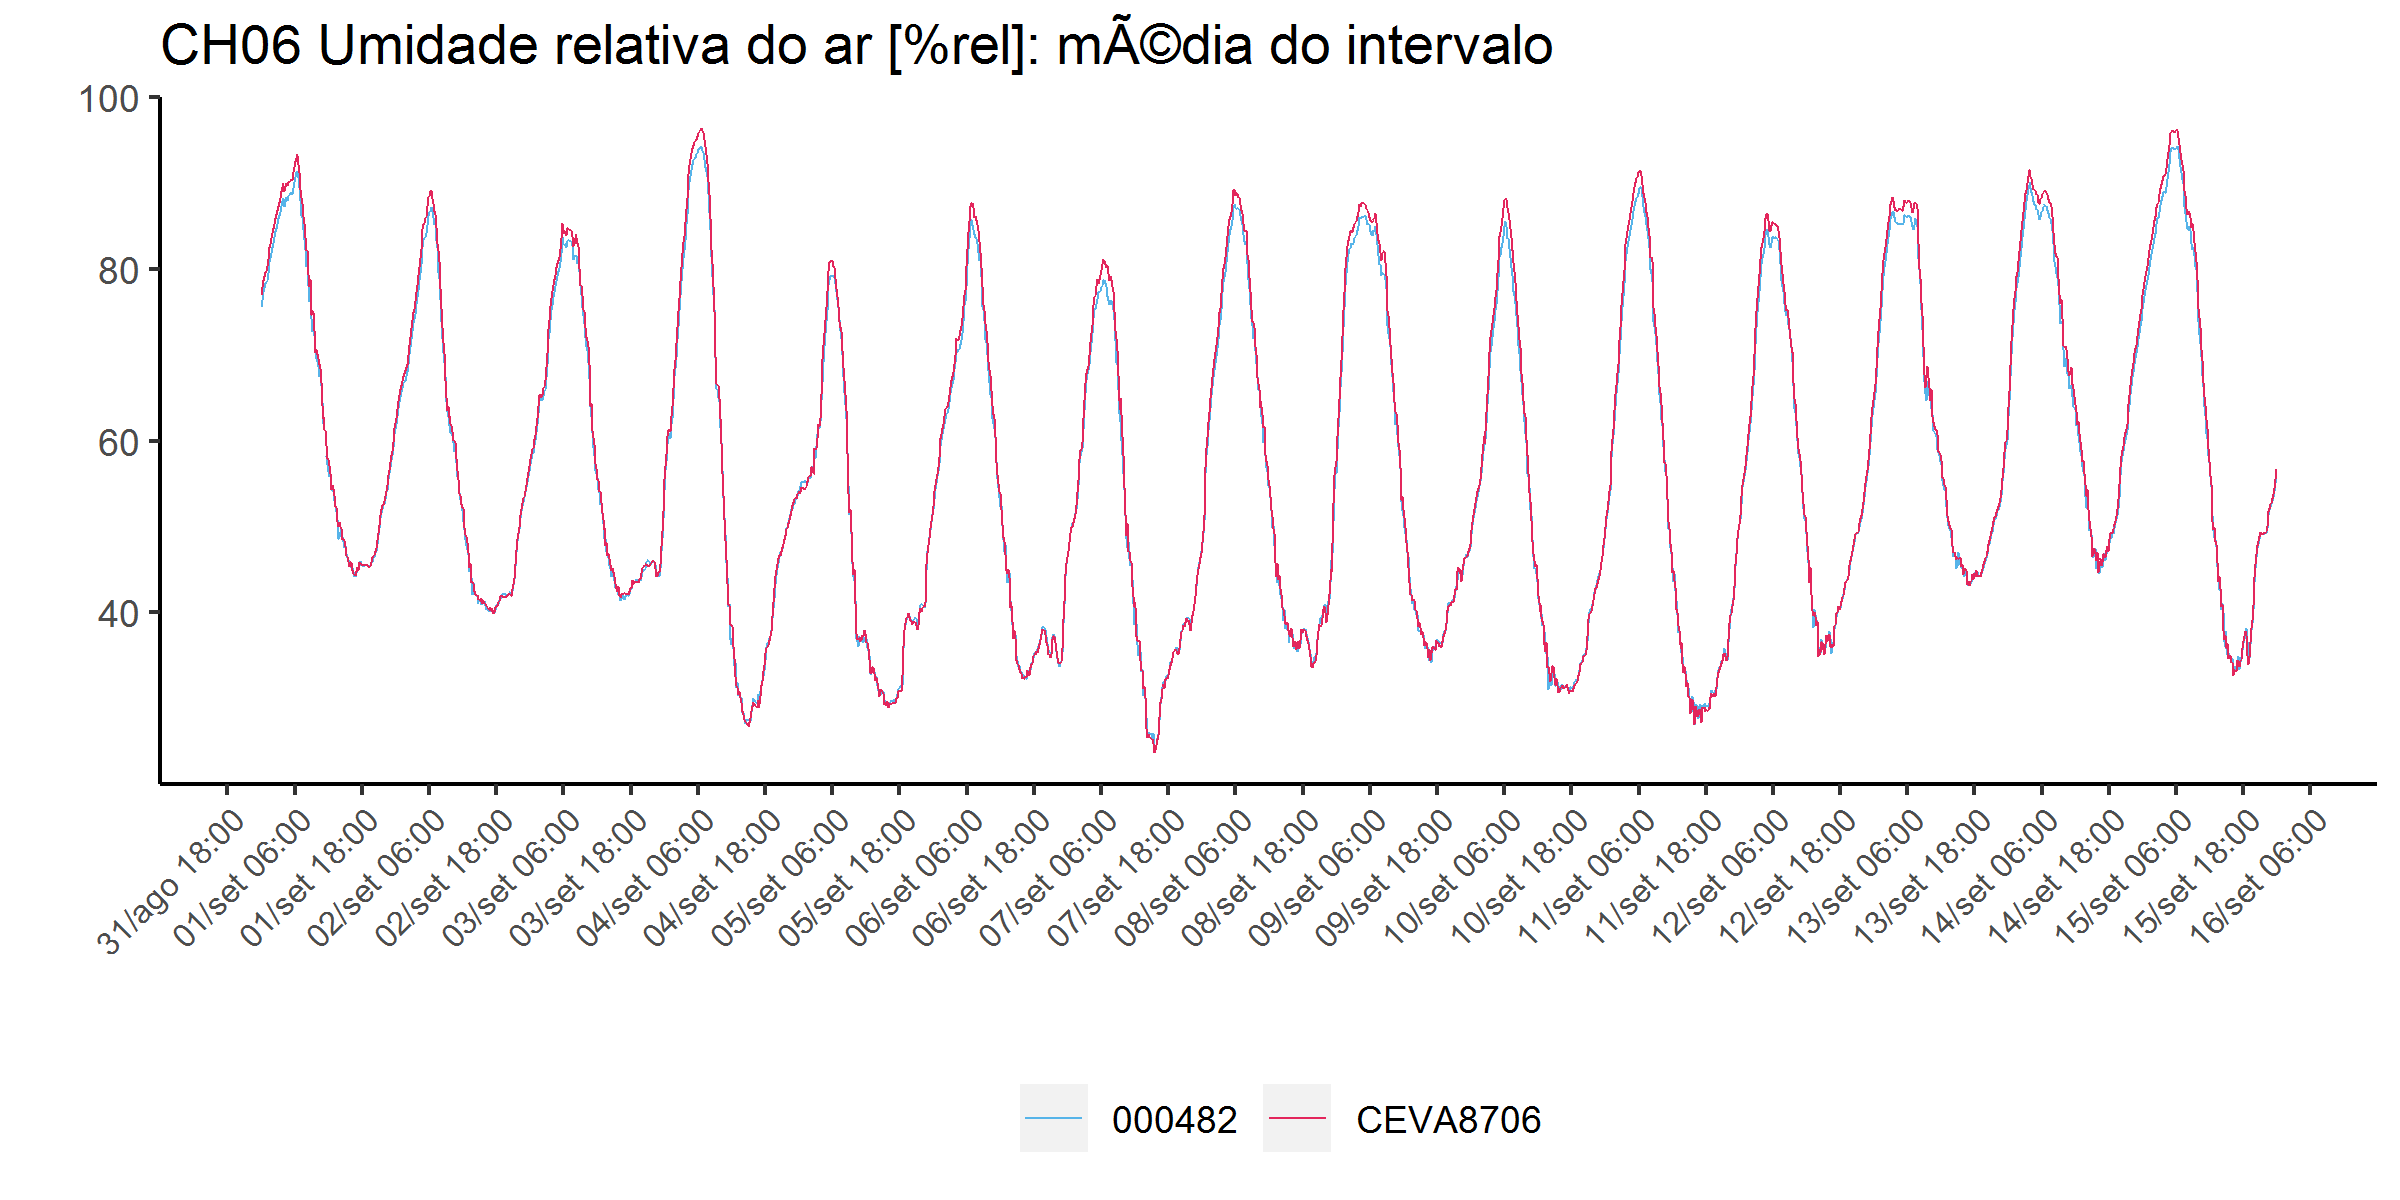 CH06 Umidade relativa do ar [%rel]: mÃ©dia do intervalo
100
80
60
40
31/ago 18:00
01/set 06:00
01/set 18:00
02/set 06:00
02/set 18:00
03/set 06:00
03/set 18:00
04/set 06:00
04/set 18:00
05/set 06:00
05/set 18:00
06/set 06:00
06/set 18:00
07/set 06:00
07/set 18:00
08/set 06:00
08/set 18:00
09/set 06:00
09/set 18:00
10/set 06:00
10/set 18:00
11/set 06:00
11/set 18:00
12/set 06:00
12/set 18:00
13/set 06:00
13/set 18:00
14/set 06:00
14/set 18:00
15/set 06:00
15/set 18:00
16/set 06:00
000482 CEVA8706